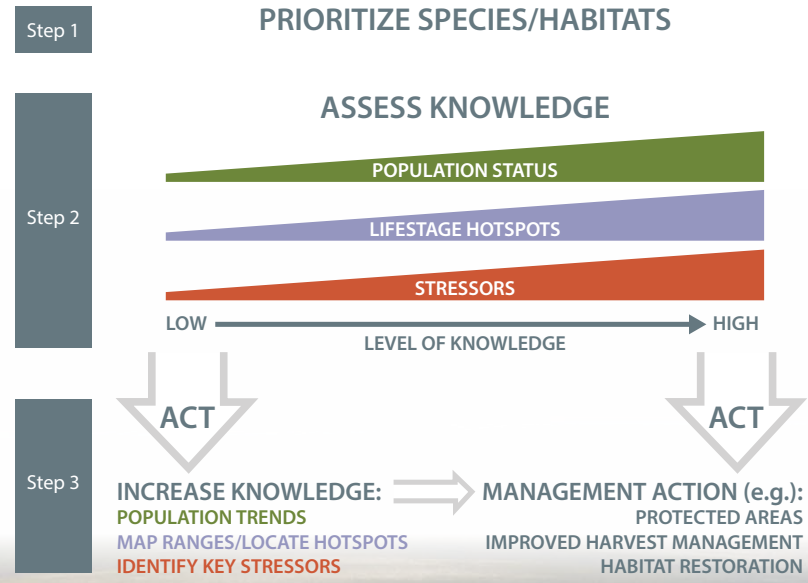 Step 1
PRIORITIZE SPECIES/HABITATS
Step 2
ASSESS KNOWLEDGE
POPULATION STATUS
LIFESTAGE HOTSPOTS
STRESSORS
LOW
HIGH
LEVEL OF KNOWLEDGE
ACT
ACT
Step 3
INCREASE KNOWLEDGE:
POPULATION TRENDS
MAP RANGES/LOCATE HOTSPOTS
IDENTIFY KEY STRESSORS
MANAGEMENT ACTION (e.g.):
PROTECTED AREAS
IMPROVED HARVEST MANAGEMENT
HABITAT RESTORATION